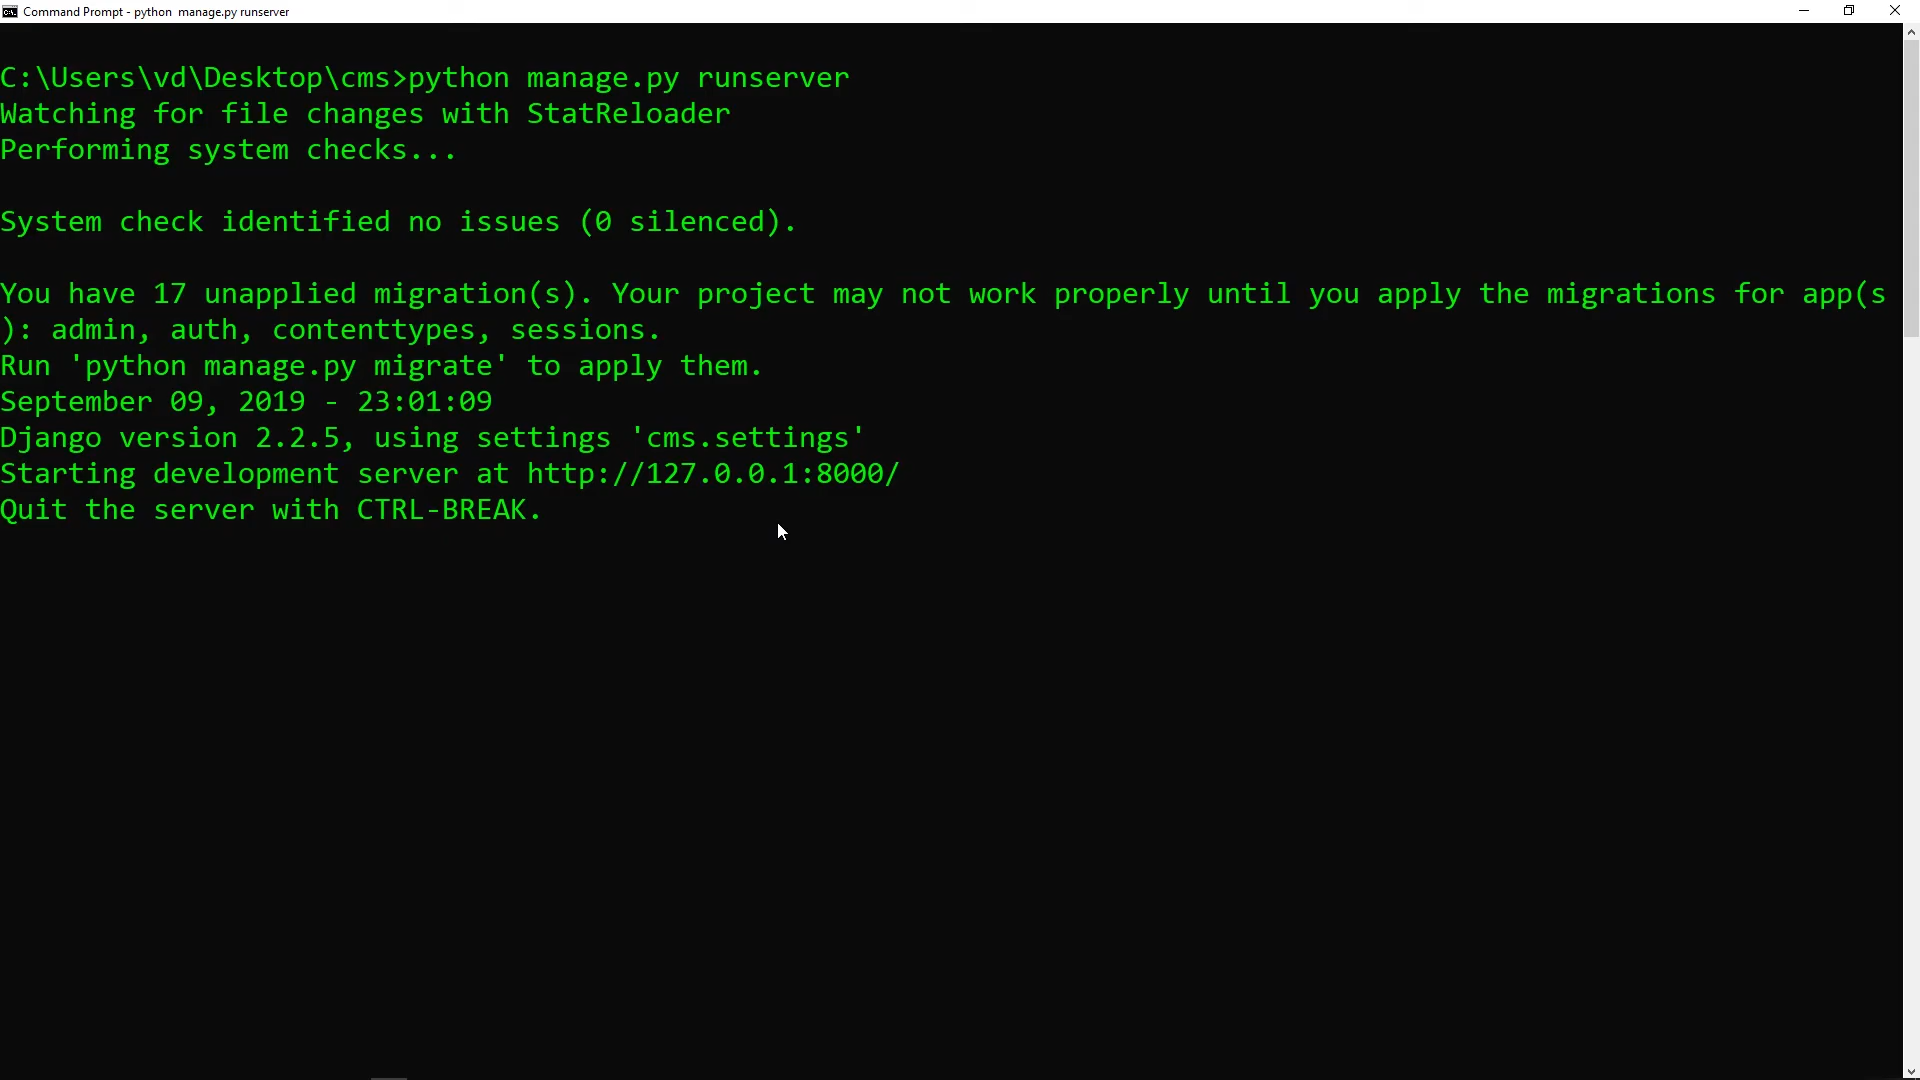 Command Prompt - python  manage.py runserver
C:\Users\vd\Desktop\cms>python manage.py runserver
Watching for file changes with StatReloader
Performing system checks...
System check identified no issues (0 silenced).
You have 17 unapplied migration(s). Your project may not work properly until you apply the migrations for app(s
): admin, auth, contenttypes, sessions.
Run 'python manage.py migrate' to apply them.
September 09, 2019 - 23:01:09
Django version 2.2.5, using settings 'cms.settings'
Starting development server at http://127.0.0.1:8000/
Quit the server with CTRL-BREAK.